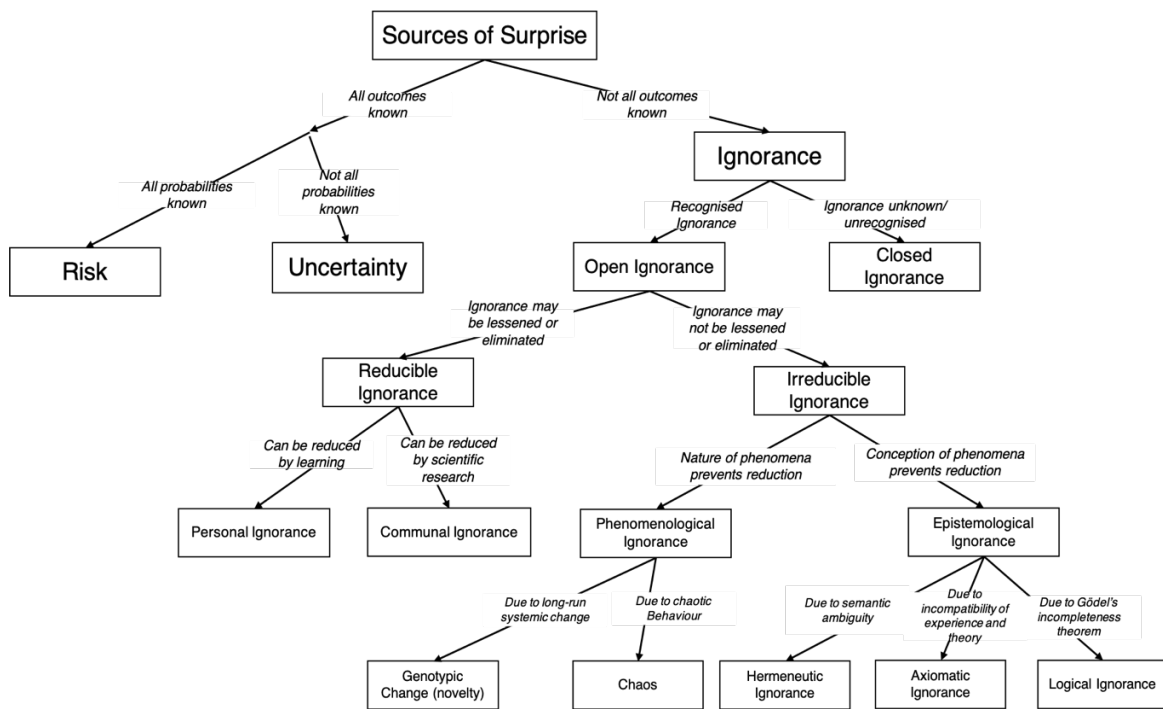 Sources of Surprise
All outcomes
known
Not all outcomes
known
Ignorance
All probabilities
known
Not all
probabilities
known
Recognised
Ignorance
Ignorance unknown/
unrecognised
Risk
Uncertainty
Open Ignorance
Closed
Ignorance
Ignorance may
be lessened or
eliminated
Ignorance may
not be lessened
or eliminated
Reducible
Ignorance
Irreducible
Ignorance
Can be reduced
by learning
Can be reduced
by scientific
research
Nature of phenomena
prevents reduction
Conception of phenomena
prevents reduction
Personal Ignorance
Communal Ignorance
Phenomenological
Ignorance
Epistemological
Ignorance
Due to long-run
systemic change
Due to chaotic
Behaviour
Due to semantic
ambiguity
Due to
incompatibility of
experience and
theory
Due to Gödel's
incompleteness
theorem
Genotypic
Change (novelty)
Chaos
Hermeneutic
Ignorance
Axiomatic
Ignorance
Logical Ignorance